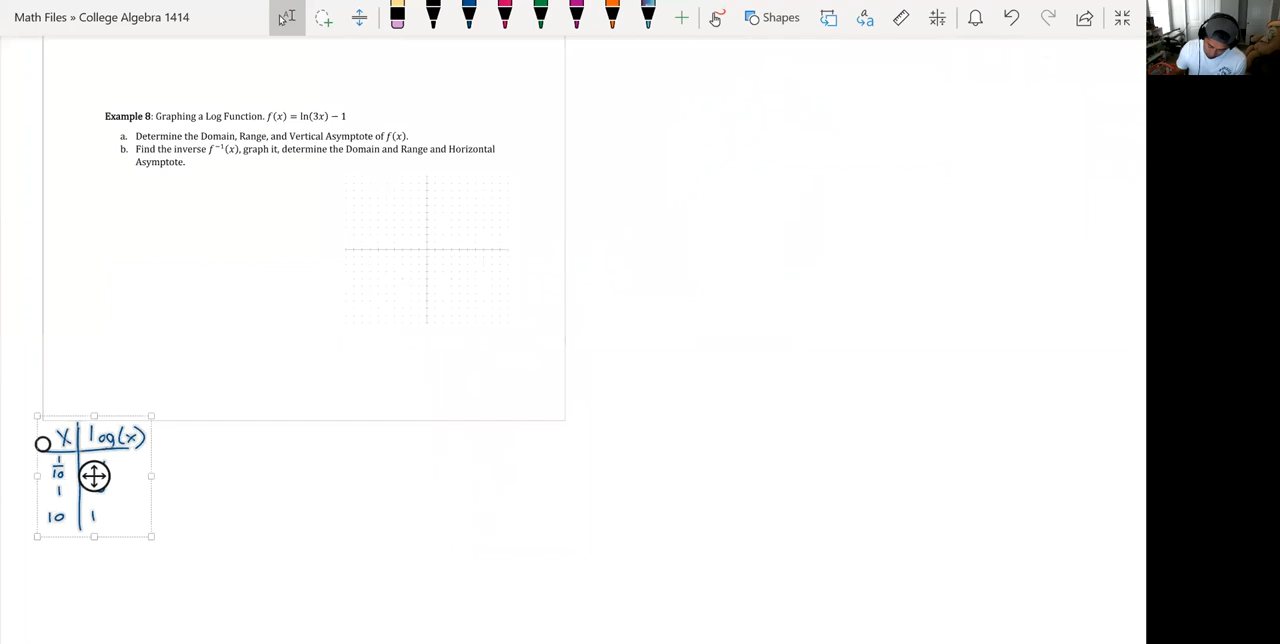 Math Files » College Algebra 1414
Shapes
Example 8: Graphing a Log Function. f(x) = ln(3x) − 1
a. Determine the Domain, Range, and Vertical Asymptote of f(x).
b. Find the inverse f⁻¹(x), graph it, determine the Domain and Range and Horizontal
Asymptote.
X log(x)
1/10
1
10 1